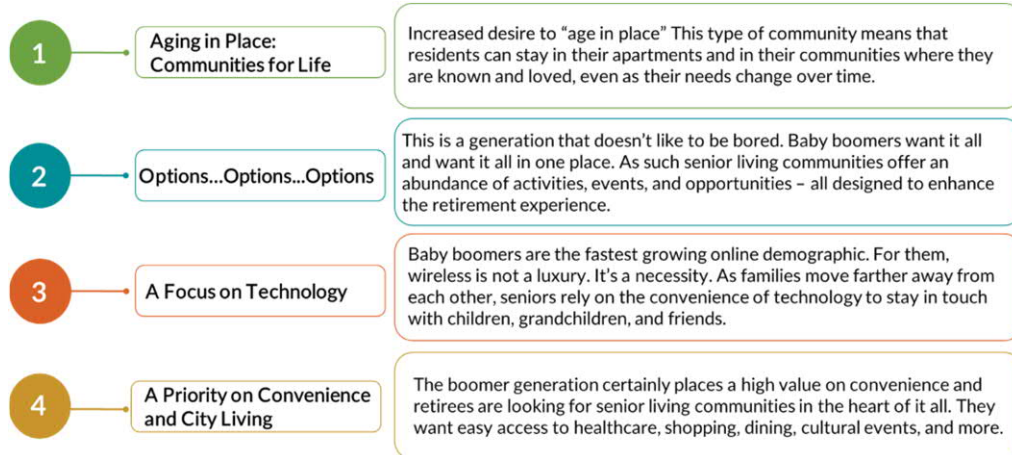 1
Aging in Place:
Communities for Life
Increased desire to “age in place” This type of community means that
residents can stay in their apartments and in their communities where they
are known and loved, even as their needs change over time.
2
Options...Options...Options
This is a generation that doesn’t like to be bored. Baby boomers want it all
and want it all in one place. As such senior living communities offer an
abundance of activities, events, and opportunities – all designed to enhance
the retirement experience.
3
A Focus on Technology
Baby boomers are the fastest growing online demographic. For them,
wireless is not a luxury. It’s a necessity. As families move farther away from
each other, seniors rely on the convenience of technology to stay in touch
with children, grandchildren, and friends.
4
A Priority on Convenience
and City Living
The boomer generation certainly places a high value on convenience and
retirees are looking for senior living communities in the heart of it all. They
want easy access to healthcare, shopping, dining, cultural events, and more.